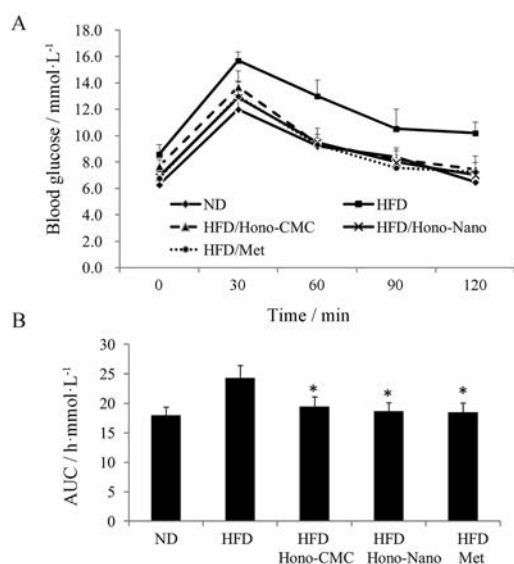 A
18.0
16.0
14.0
12.0
10.0
8.0
6.0
4.0
2.0
0.0
Blood glucose / mmol·L⁻¹
ND HFD
HFD/Hono-CMC HFD/Hono-Nano
HFD/Met
0 30 60 90 120
Time / min
B
30
25
20
15
10
5
0
AUC / h·mmol·L⁻¹
* * *
ND HFD HFD HFD HFD
Hono-CMC Hono-Nano Met